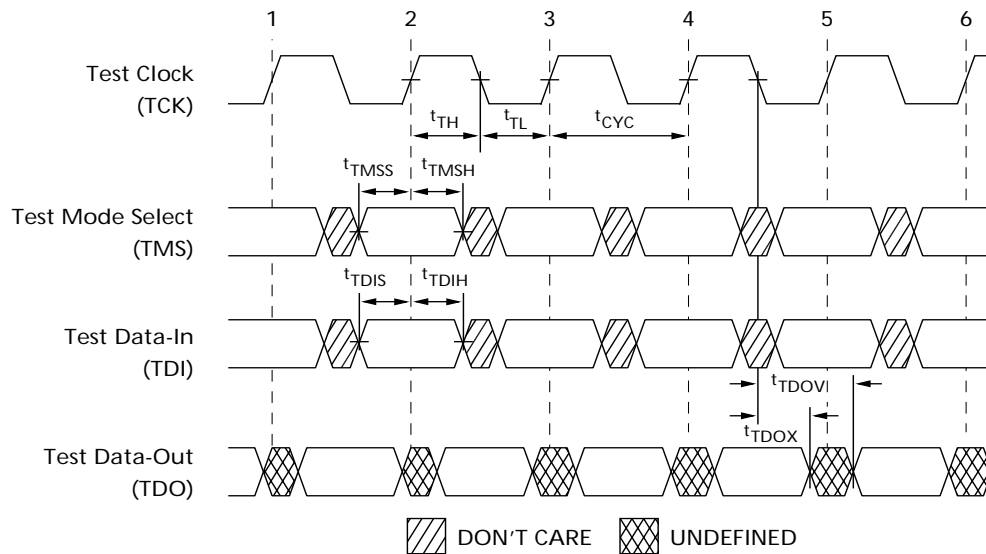 1 2 3 4 5 6
Test Clock
(TCK)
tTH tTL tCYC
tTMSS tTMSH
Test Mode Select
(TMS)
tTDIS tTDIH
Test Data-In
(TDI)
tTDOV
tTDOX
Test Data-Out
(TDO)
DON'T CARE UNDEFINED